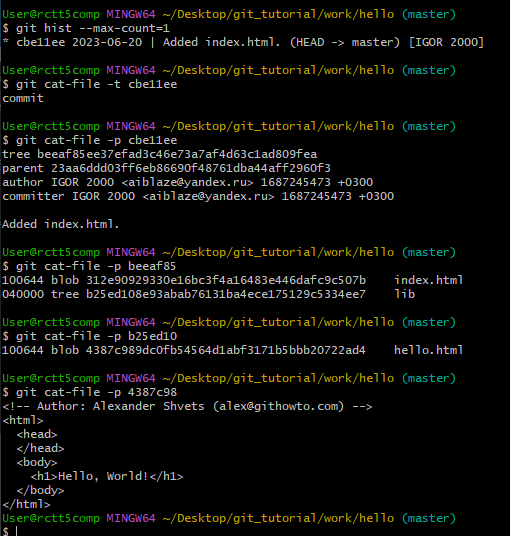 User@rctt5comp MINGW64 ~/Desktop/git_tutorial/work/hello (master)
$ git hist --max-count=1
* cbe11ee 2023-06-20 | Added index.html. (HEAD -> master) [IGOR 2000]

User@rctt5comp MINGW64 ~/Desktop/git_tutorial/work/hello (master)
$ git cat-file -t cbe11ee
commit

User@rctt5comp MINGW64 ~/Desktop/git_tutorial/work/hello (master)
$ git cat-file -p cbe11ee
tree beeaf85ee37efad3c46e73a7af4d63c1ad809fea
parent 23aa6ddd03ff6eb86690f48761dba44aff2960f3
author IGOR 2000 <aiblaze@yandex.ru> 1687245473 +0300
committer IGOR 2000 <aiblaze@yandex.ru> 1687245473 +0300

Added index.html.

User@rctt5comp MINGW64 ~/Desktop/git_tutorial/work/hello (master)
$ git cat-file -p beeaf85
100644 blob 312e90929330e16bc3f4a16483e446dafc9c507b    index.html
040000 tree b25ed108e93abab76131ba4ece175129c5334ee7    lib

User@rctt5comp MINGW64 ~/Desktop/git_tutorial/work/hello (master)
$ git cat-file -p b25ed10
100644 blob 4387c989dc0fb54564d1abf3171b5bbb20722ad4    hello.html

User@rctt5comp MINGW64 ~/Desktop/git_tutorial/work/hello (master)
$ git cat-file -p 4387c98
<!-- Author: Alexander Shvets (alex@githowto.com) -->
<html>
  <head>
  </head>
  <body>
    <h1>Hello, World!</h1>
  </body>
</html>
User@rctt5comp MINGW64 ~/Desktop/git_tutorial/work/hello (master)
$